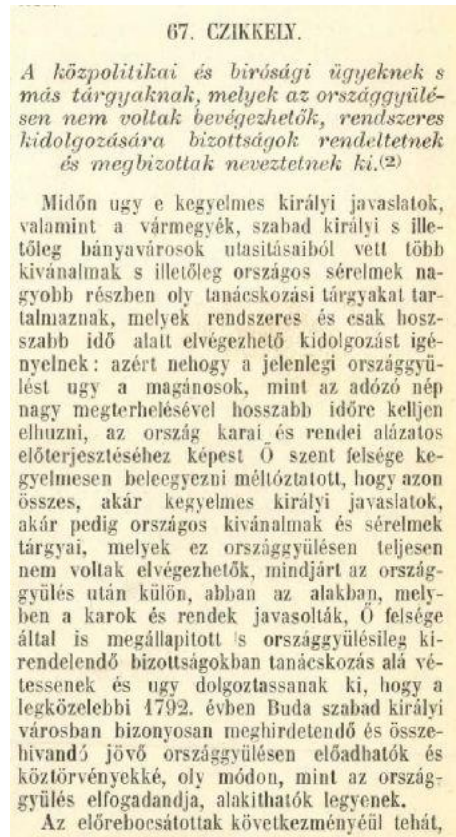 67. CZIKKELY.
A közpolitikai és birósági ügyeknek s
más tárgyaknak, melyek az országgyülé-
sen nem voltak bevégezhetők, rendszeres
kidolgozására bizottságok rendeltetnek
és megbizottak neveztetnek ki.(2)
Midőn ugy e kegyelmes királyi javaslatok,
valamint a vármegyék, szabad királyi s ille-
tőleg bányavárosok utasitásaiból vett több
kivánalmak s illetőleg országos sérelmek na-
gyobb részben oly tanácskozási tárgyakat tar-
talmaznak, melyek rendszeres és csak hosz-
szabb idő alatt elvégezhető kidolgozást igé-
nyelnek: azért nehogy a jelenlegi országgyü-
lést ugy a magánosok, mint az adózó nép
nagy megterhelésével hosszabb időre kelljen
elhuzni, az ország karai és rendei alázatos
előterjesztéséhez képest Ő szent felsége ke-
gyelmesen beleegyezni méltóztatott, hogy azon
összes, akár kegyelmes királyi javaslatok,
akár pedig országos kivánalmak és sérelmek
tárgyai, melyek ez országgyülésen teljesen
nem voltak elvégezhetők, mindjárt az ország-
gyülés után külön, abban az alakban, mely-
ben a karok és rendek javasolták, Ő felsége
által is megállapitott s országgyülésileg ki-
rendelendő bizottságokban tanácskozás alá vé-
tessenek és ugy dolgoztassanak ki, hogy a
legközelebbi 1792. évben Buda szabad királyi
városban bizonyosan meghirdetendő és össze-
hivandó jövő országgyülésen előadhatók és
köztörvényekké, oly módon, mint az ország-
gyülés elfogadandja, alakithatók legyenek.
Az előrebocsátottak következményéül tehát,